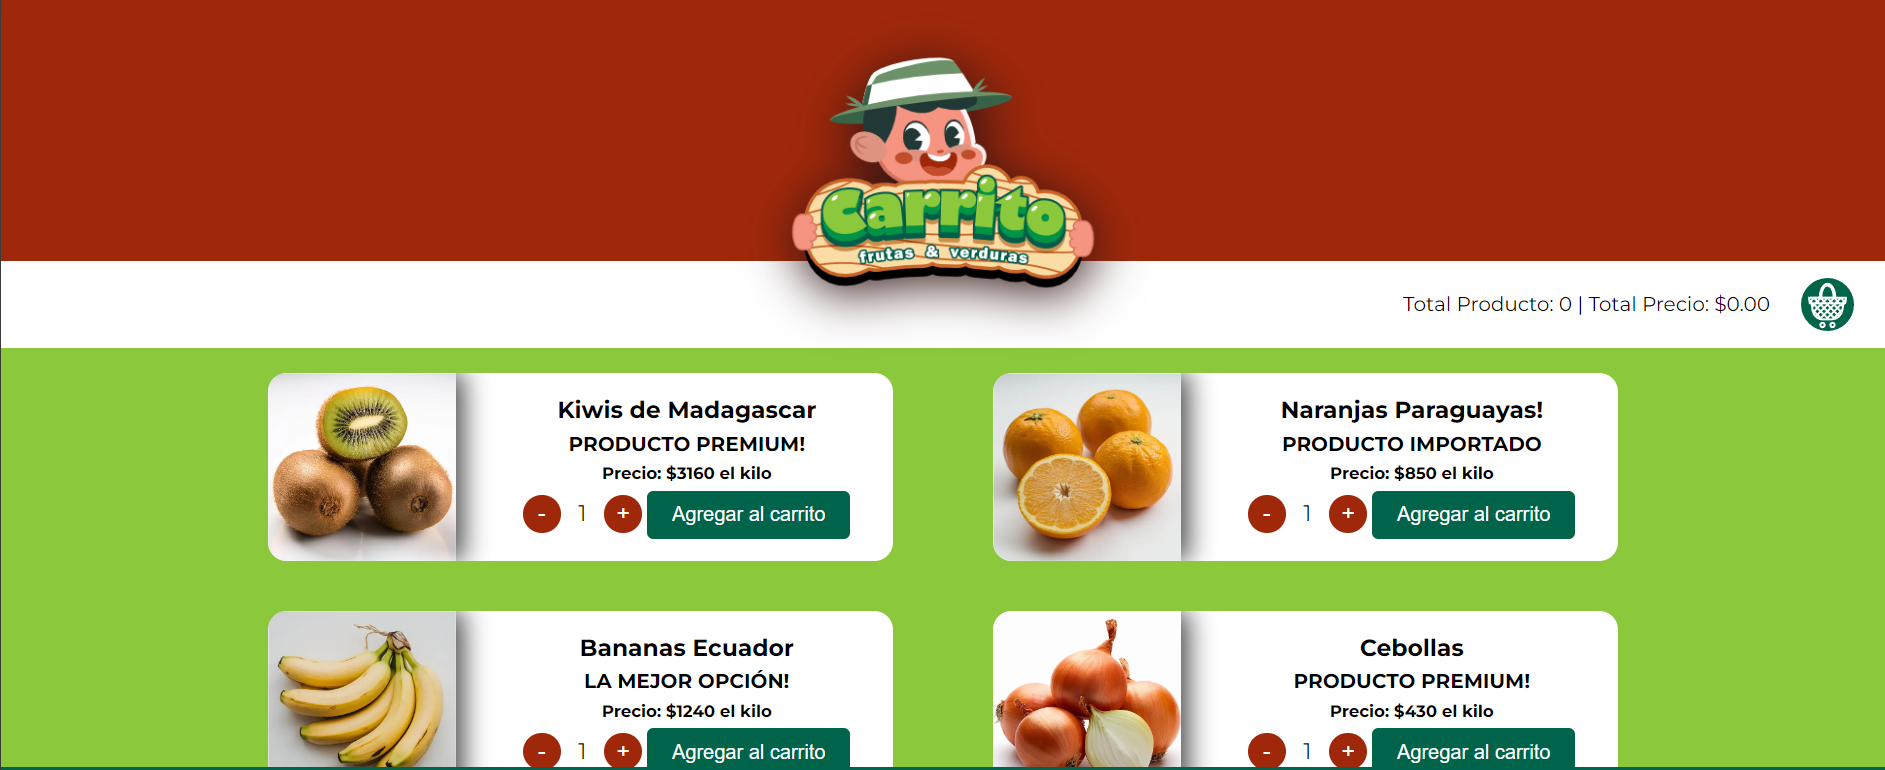 Carrito
frutas & verduras
Total Producto: 0 | Total Precio: $0.00
Kiwis de Madagascar
PRODUCTO PREMIUM!
Precio: $3160 el kilo
- 1 + Agregar al carrito
Naranjas Paraguayas!
PRODUCTO IMPORTADO
Precio: $850 el kilo
- 1 + Agregar al carrito
Bananas Ecuador
LA MEJOR OPCIÓN!
Precio: $1240 el kilo
- 1 + Agregar al carrito
Cebollas
PRODUCTO PREMIUM!
Precio: $430 el kilo
- 1 + Agregar al carrito